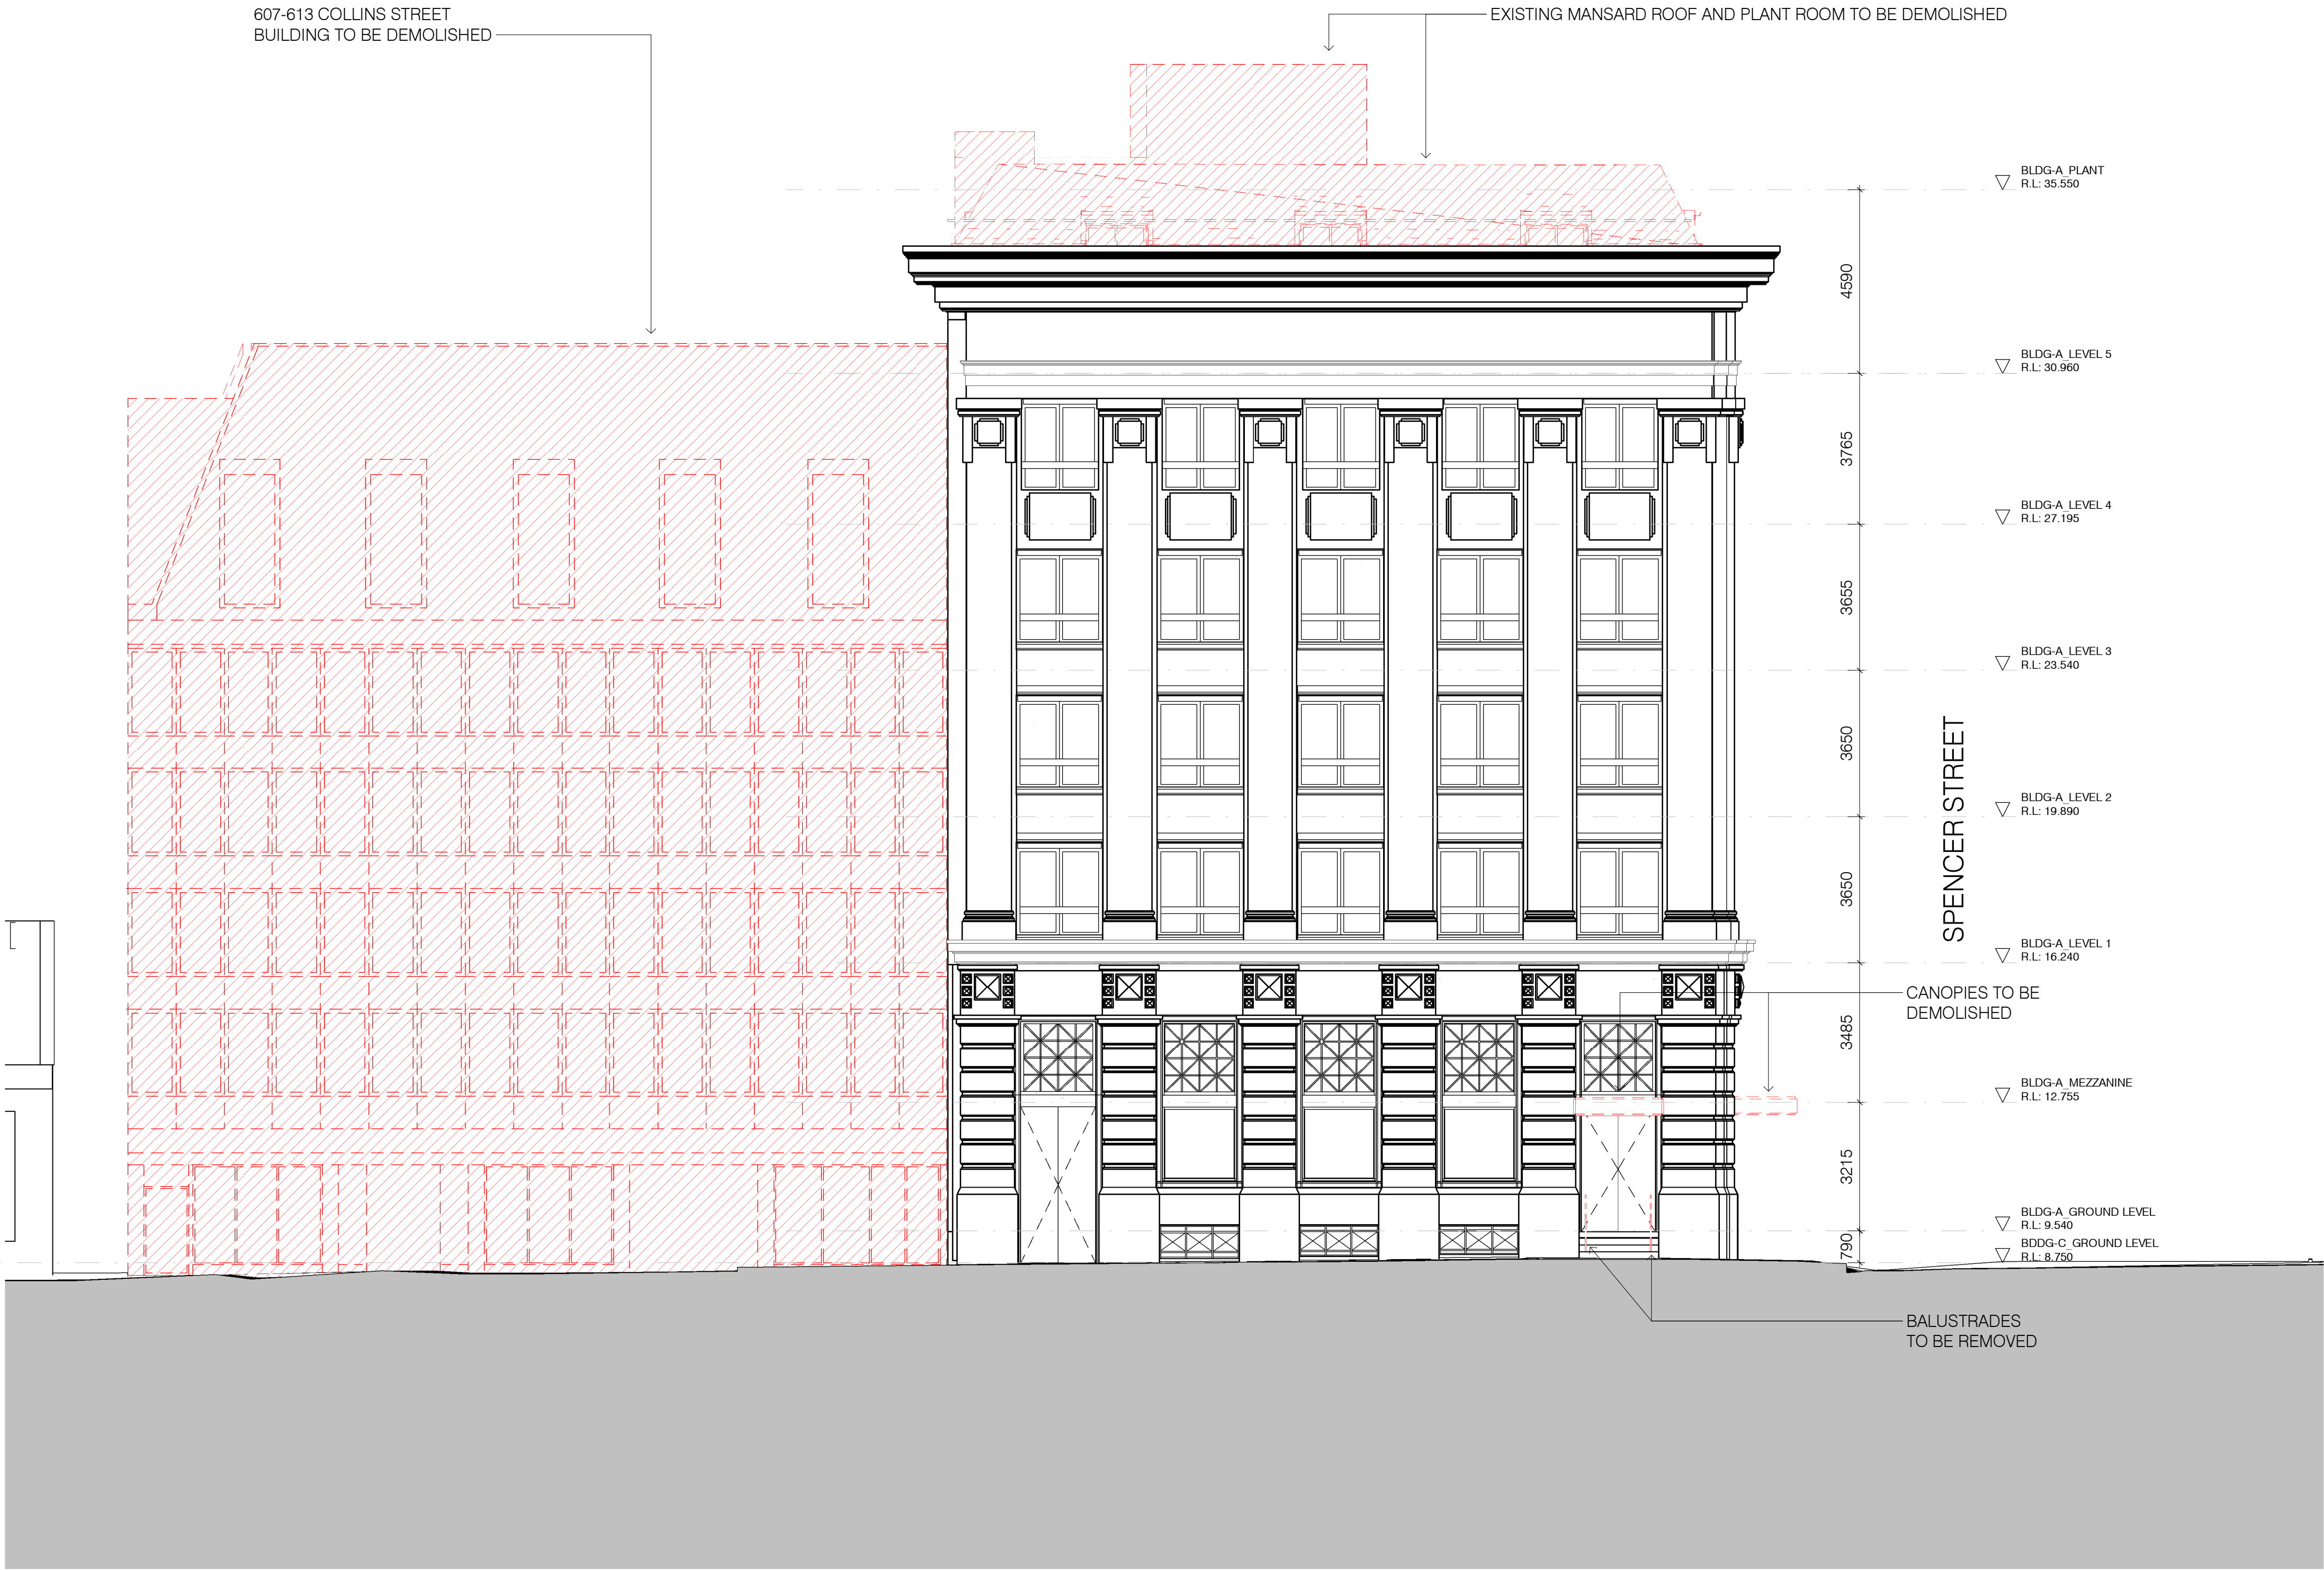 607-613 COLLINS STREET
BUILDING TO BE DEMOLISHED
EXISTING MANSARD ROOF AND PLANT ROOM TO BE DEMOLISHED
BLDG-A_PLANT
R.L: 35.550
4590
BLDG-A_LEVEL 5
R.L: 30.960
3765
BLDG-A_LEVEL 4
R.L: 27.195
3655
BLDG-A_LEVEL 3
R.L: 23.540
3650
BLDG-A_LEVEL 2
R.L: 19.890
SPENCER STREET
3650
BLDG-A_LEVEL 1
R.L: 16.240
CANOPIES TO BE
DEMOLISHED
3485
BLDG-A_MEZZANINE
R.L: 12.755
3215
BLDG-A_GROUND LEVEL
R.L: 9.540
790
BDDG-C_GROUND LEVEL
R.L: 8.750
BALUSTRADES
TO BE REMOVED